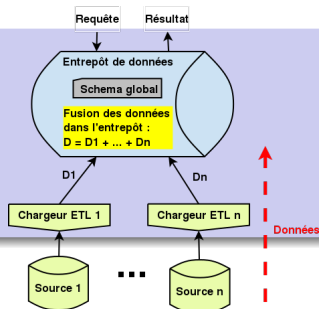 Requête
Résultat
Entrepôt de données
Schema global
Fusion des données
dans l'entrepôt :
D = D1 + ... + Dn
D1
Dn
Chargeur ETL 1
Chargeur ETL n
Données
...
Source 1
Source n